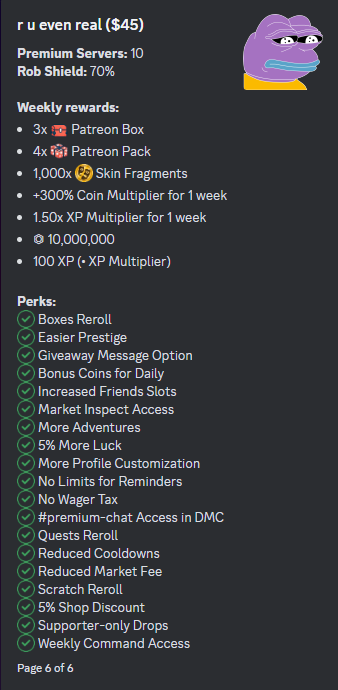 r u even real ($45)
Premium Servers: 10
Rob Shield: 70%
Weekly rewards:
• 3x Patreon Box
• 4x Patreon Pack
• 1,000x Skin Fragments
• +300% Coin Multiplier for 1 week
• 1.50x XP Multiplier for 1 week
• ⏣ 10,000,000
• 100 XP (• XP Multiplier)
Perks:
Boxes Reroll
Easier Prestige
Giveaway Message Option
Bonus Coins for Daily
Increased Friends Slots
Market Inspect Access
More Adventures
5% More Luck
More Profile Customization
No Limits for Reminders
No Wager Tax
#premium-chat Access in DMC
Quests Reroll
Reduced Cooldowns
Reduced Market Fee
Scratch Reroll
5% Shop Discount
Supporter-only Drops
Weekly Command Access
Page 6 of 6